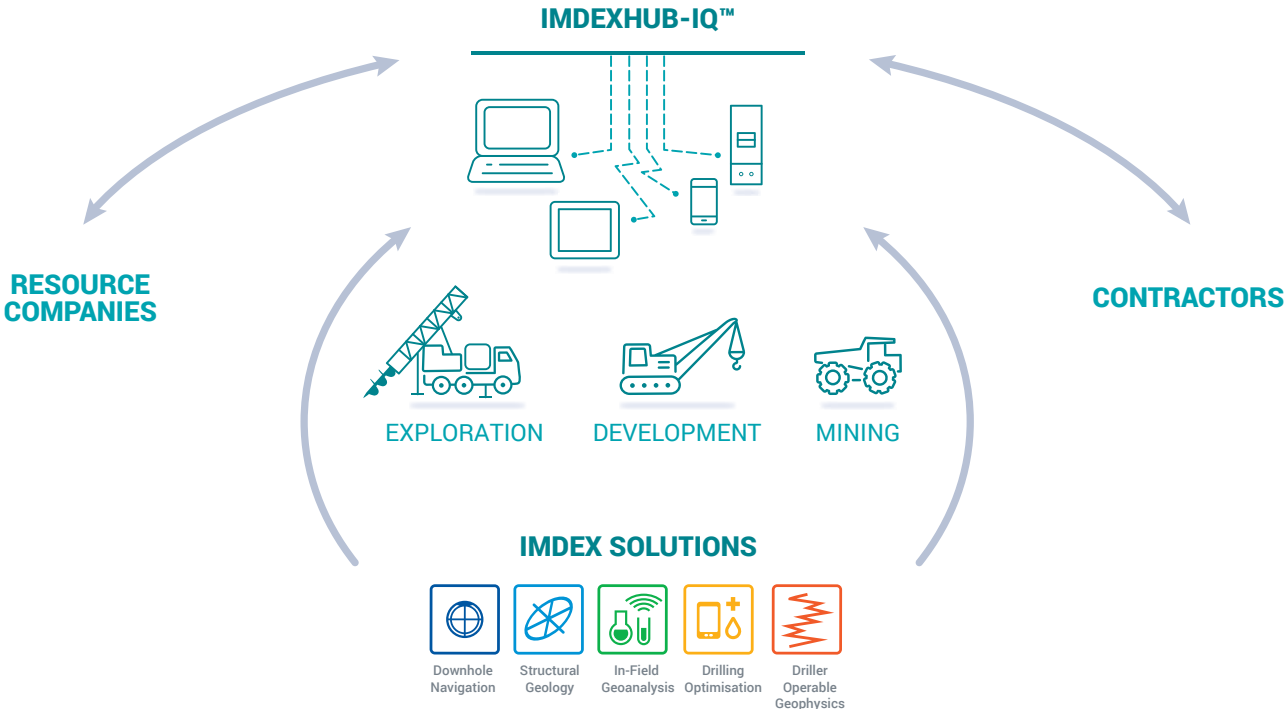 IMDEXHUB-IQ™
RESOURCE
COMPANIES
CONTRACTORS
EXPLORATION
DEVELOPMENT
MINING
IMDEX SOLUTIONS
Downhole
Navigation
Structural
Geology
In-Field
Geoanalysis
Drilling
Optimisation
Driller
Operable
Geophysics